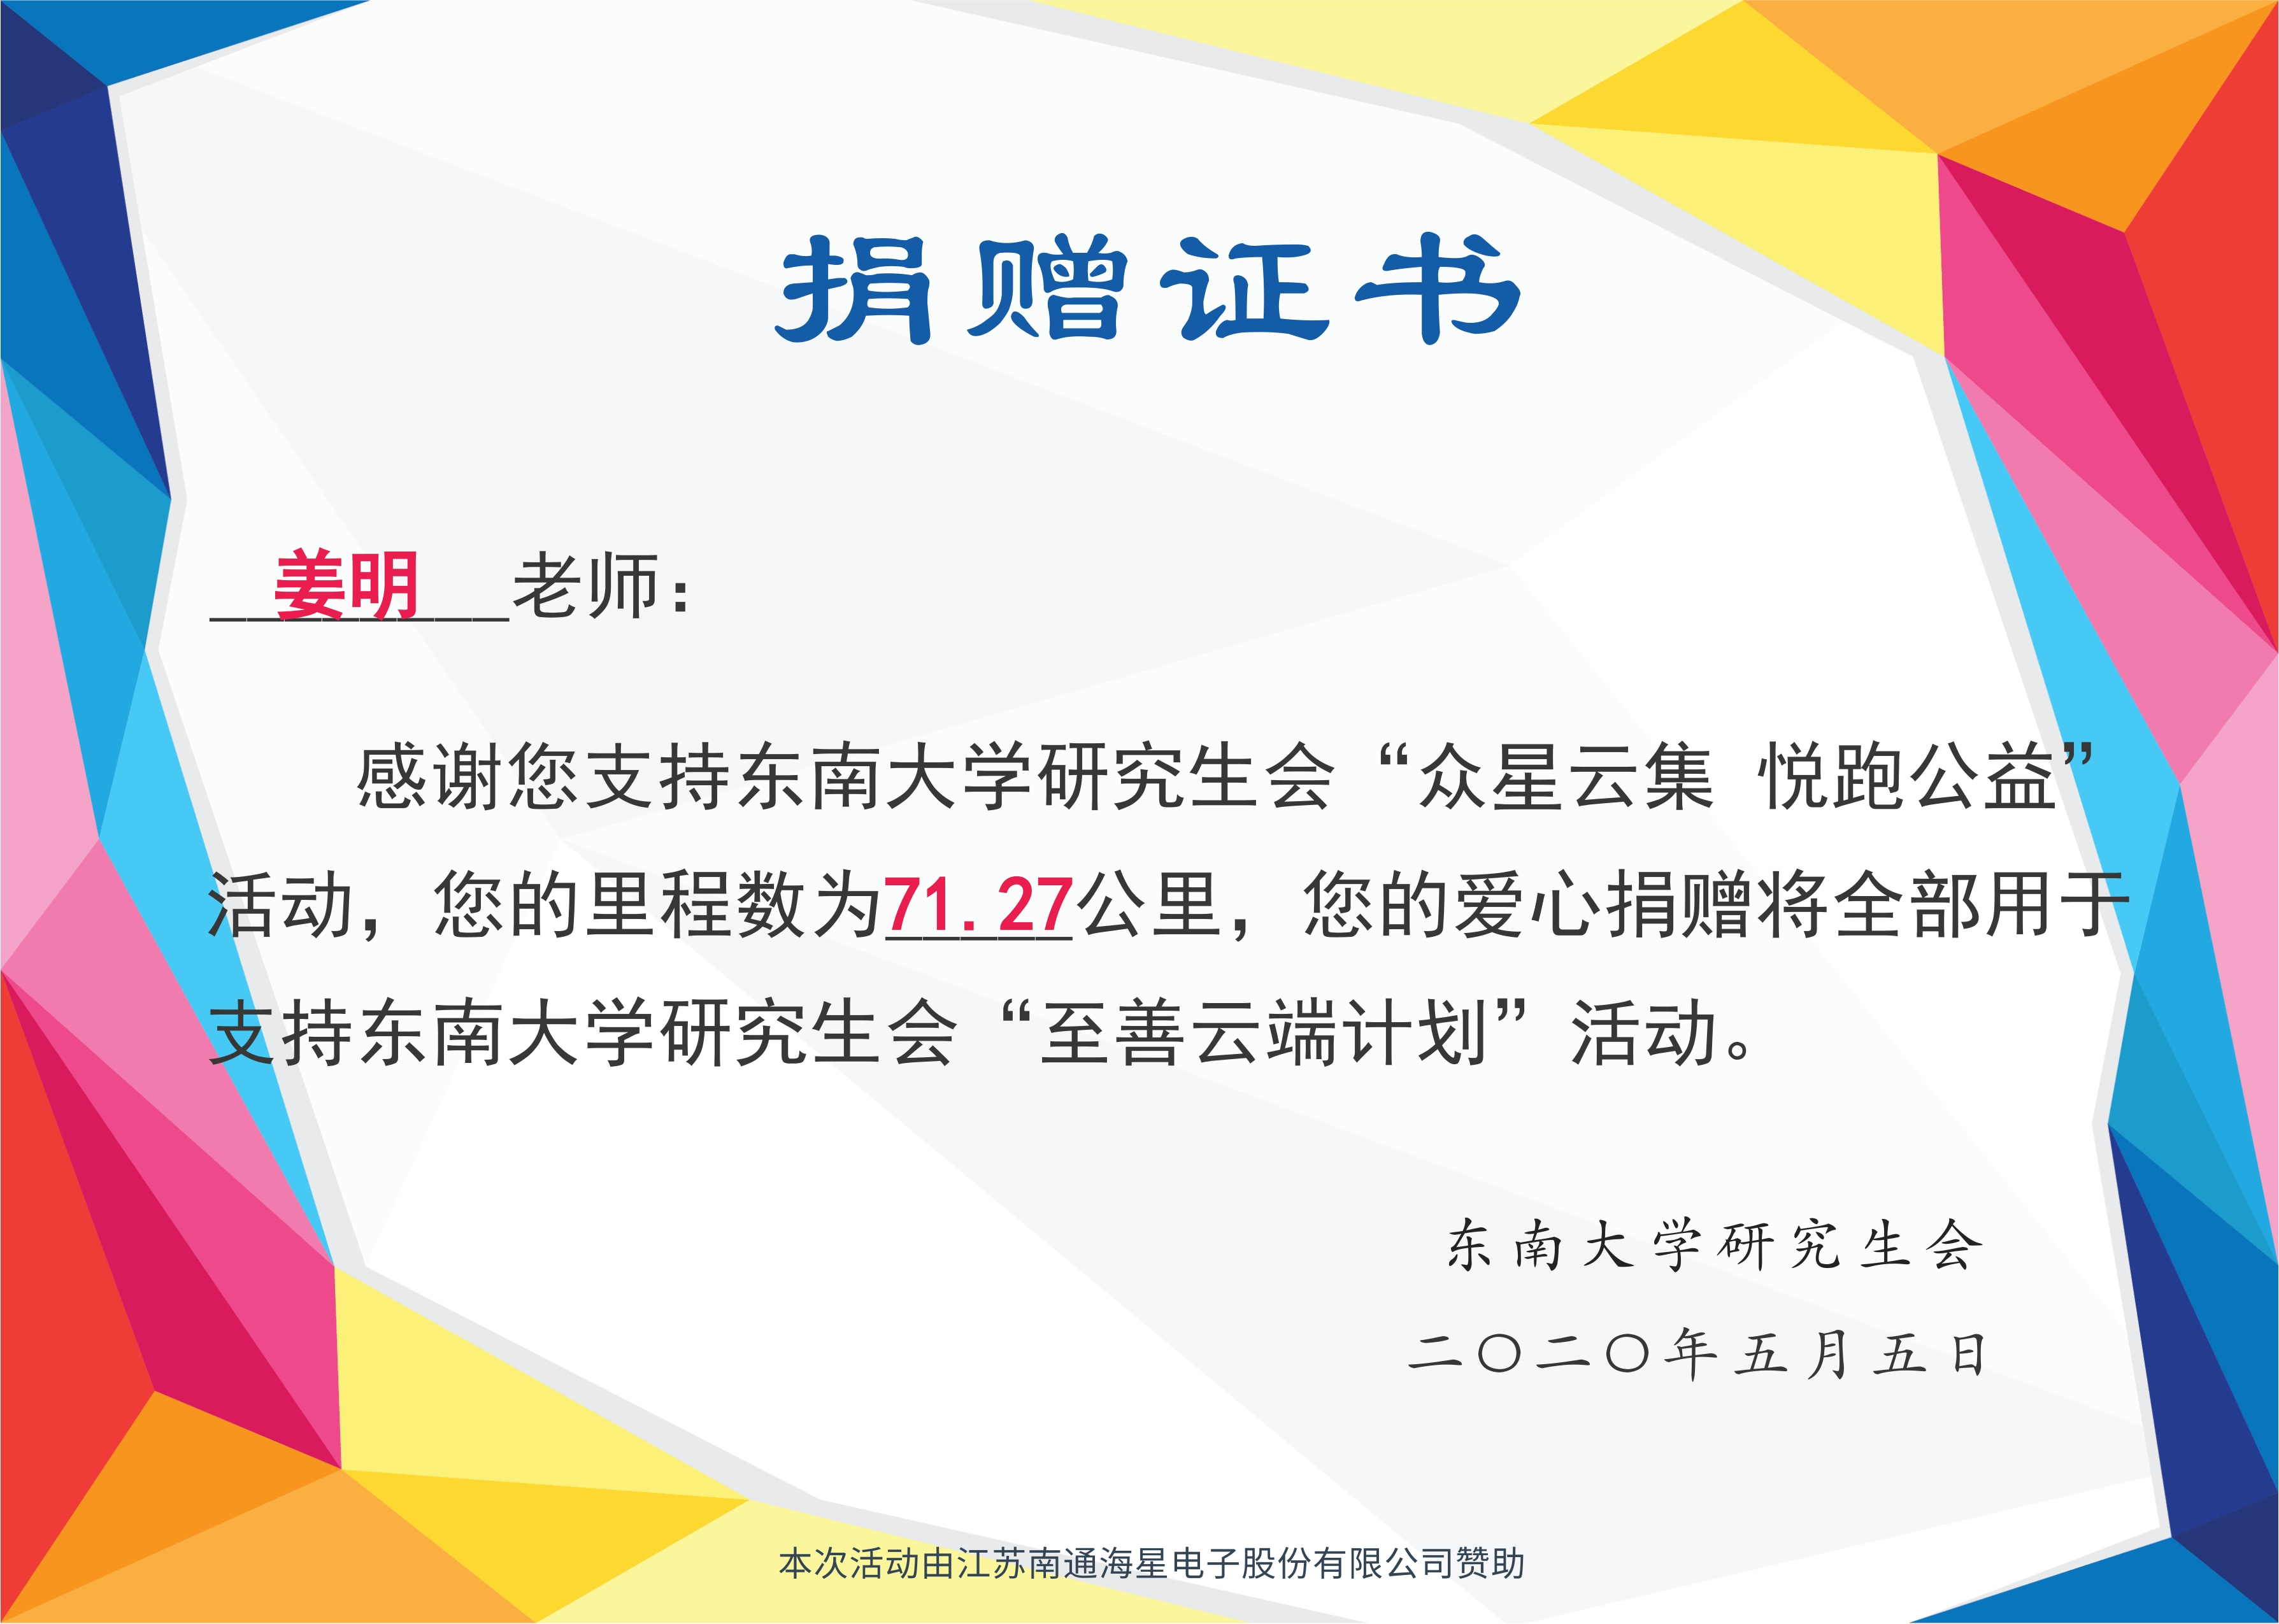 捐赠证书
姜明老师：
感谢您支持东南大学研究生会“众星云集 悦跑公益”
活动，您的里程数为71.27公里，您的爱心捐赠将全部用于
支持东南大学研究生会“至善云端计划”活动。
东南大学研究生会
二〇二〇年五月五日
本次活动由江苏南通海星电子股份有限公司赞助